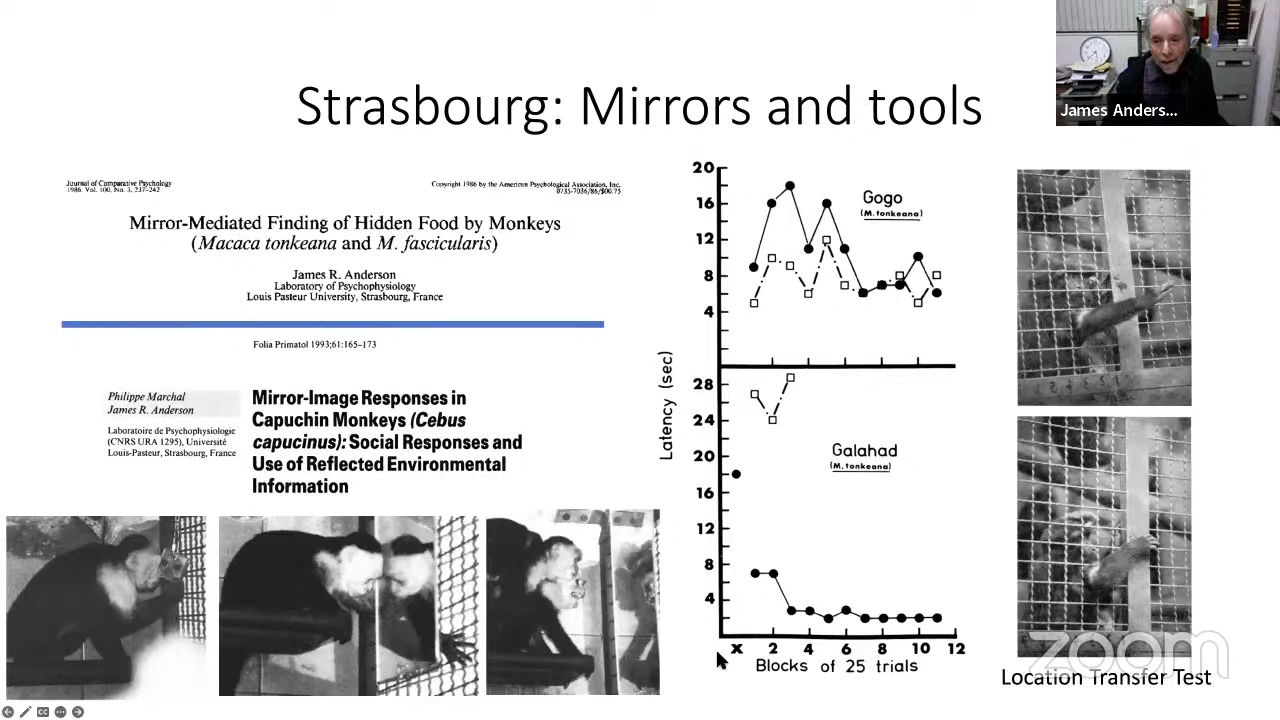 Strasbourg: Mirrors and tools
James Anders...
Journal of Comparative Psychology
1986. Vol. 100, No. 3, 237-242
Copyright 1986 by the American Psychological Association, Inc.
0735-7036/86/$00.75
Mirror-Mediated Finding of Hidden Food by Monkeys
(Macaca tonkeana and M. fascicularis)
James R. Anderson
Laboratory of Psychophysiology
Louis Pasteur University, Strasbourg, France
Folia Primatol 1993;61:165–173
Philippe Marchal
James R. Anderson
Laboratoire de Psychophysiologie
(CNRS URA 1295), Université
Louis-Pasteur, Strasbourg, France
Mirror-Image Responses in
Capuchin Monkeys (Cebus
capucinus): Social Responses and
Use of Reflected Environmental
Information
20
16
12
8
4
Gogo
(M. tonkeana)
Latency (sec)
28
24
20
16
12
8
4
Galahad
(M. tonkeana)
x 2 4 6 8 10 12
Blocks of 25 trials
zoom
Location Transfer Test
CC